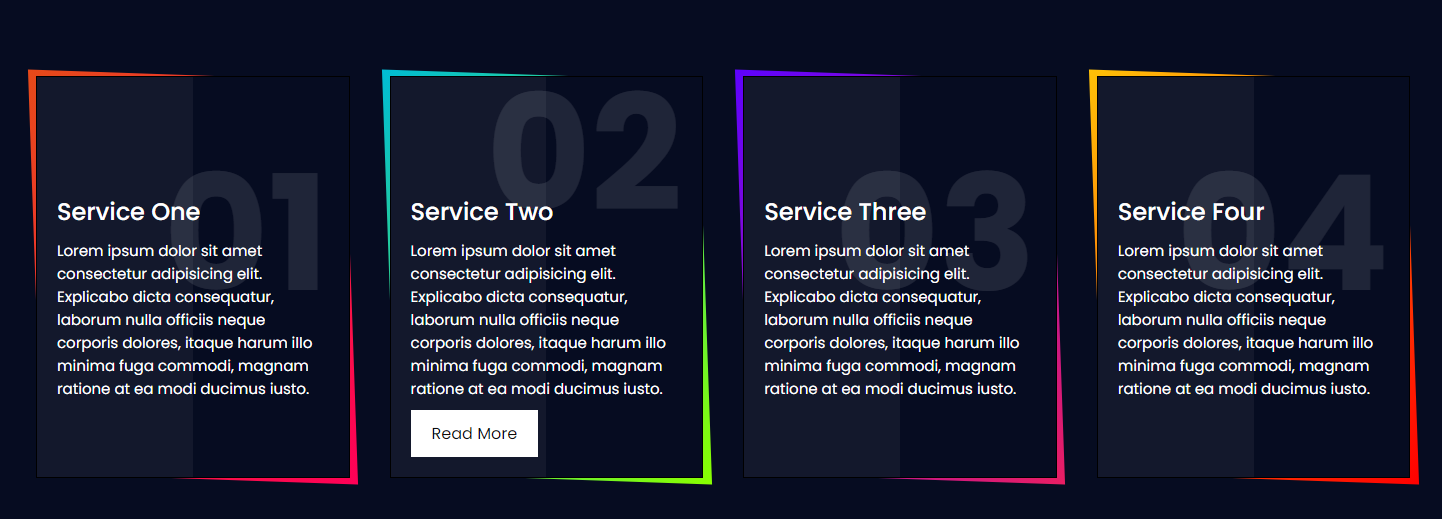 01
Service One
Lorem ipsum dolor sit amet
consectetur adipisicing elit.
Explicabo dicta consequatur,
laborum nulla officiis neque
corporis dolores, itaque harum illo
minima fuga commodi, magnam
ratione at ea modi ducimus iusto.
02
Service Two
Lorem ipsum dolor sit amet
consectetur adipisicing elit.
Explicabo dicta consequatur,
laborum nulla officiis neque
corporis dolores, itaque harum illo
minima fuga commodi, magnam
ratione at ea modi ducimus iusto.
Read More
03
Service Three
Lorem ipsum dolor sit amet
consectetur adipisicing elit.
Explicabo dicta consequatur,
laborum nulla officiis neque
corporis dolores, itaque harum illo
minima fuga commodi, magnam
ratione at ea modi ducimus iusto.
04
Service Four
Lorem ipsum dolor sit amet
consectetur adipisicing elit.
Explicabo dicta consequatur,
laborum nulla officiis neque
corporis dolores, itaque harum illo
minima fuga commodi, magnam
ratione at ea modi ducimus iusto.